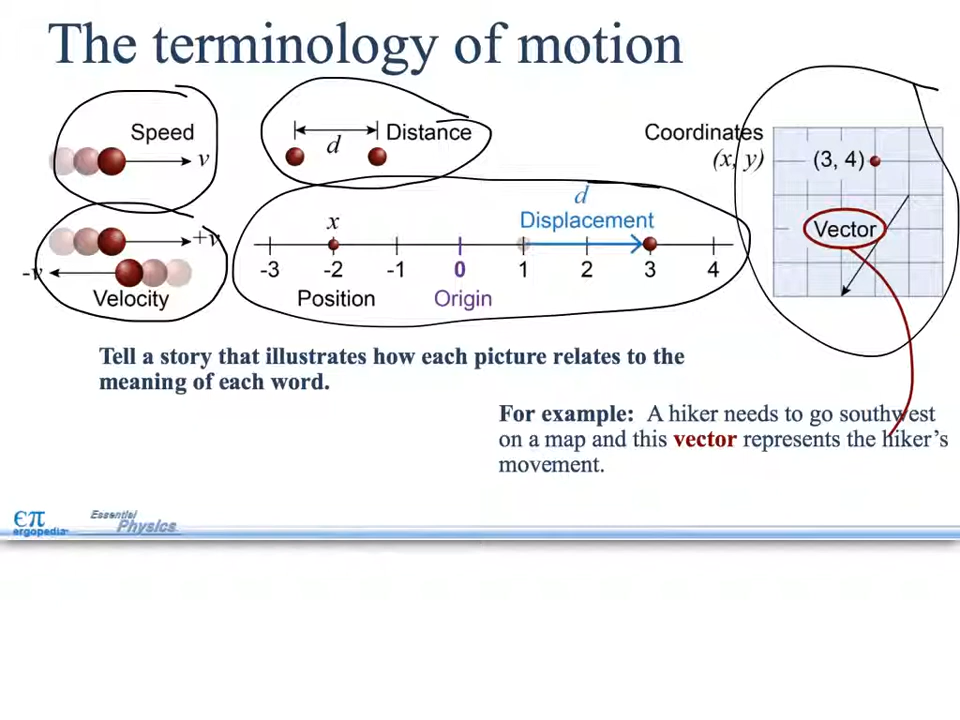 The terminology of motion
Speed
v
d
Distance
Coordinates
(x, y)
(3, 4)
Vector
+v
-v
Velocity
x
d
Displacement
-3 -2 -1 0 1 2 3 4
Position
Origin
Tell a story that illustrates how each picture relates to the
meaning of each word.
For example: A hiker needs to go southwest
on a map and this vector represents the hiker's
movement.
επ
ergopedia
Essential
Physics